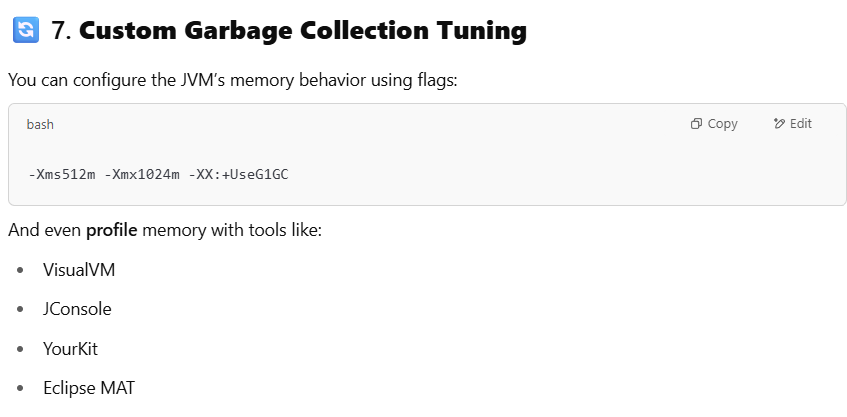 🔄 7. Custom Garbage Collection Tuning
You can configure the JVM’s memory behavior using flags:
bash
Copy
Edit
-Xms512m -Xmx1024m -XX:+UseG1GC
And even profile memory with tools like:
• VisualVM
• JConsole
• YourKit
• Eclipse MAT